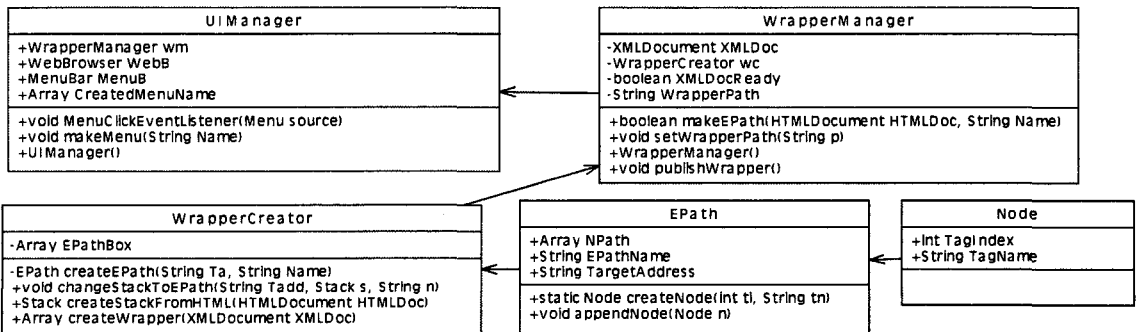 UIManager
+WrapperManager wm
+WebBrowser WebB
+MenuBar MenuB
+Array CreatedMenuName
+void MenuClickEventListener(Menu source)
+void makeMenu(String Name)
+UIManager()
WrapperManager
-XMLDocument XMLDoc
-WrapperCreator wc
-boolean XMLDocReady
-String WrapperPath
+boolean makeEPath(HTMLDocument HTMLDoc, String Name)
+void setWrapperPath(String p)
+WrapperManager()
+void publishWrapper()
WrapperCreator
-Array EPathBox
-EPath createEPath(String Ta, String Name)
+void changeStackToEPath(String Tadd, Stack s, String n)
+Stack createStackFromHTML(HTMLDocument HTMLDoc)
+Array createWrapper(XMLDocument XMLDoc)
EPath
+Array NPath
+String EPathName
+String TargetAddress
+static Node createNode(int ti, String tn)
+void appendNode(Node n)
Node
+int TagIndex
+String TagName